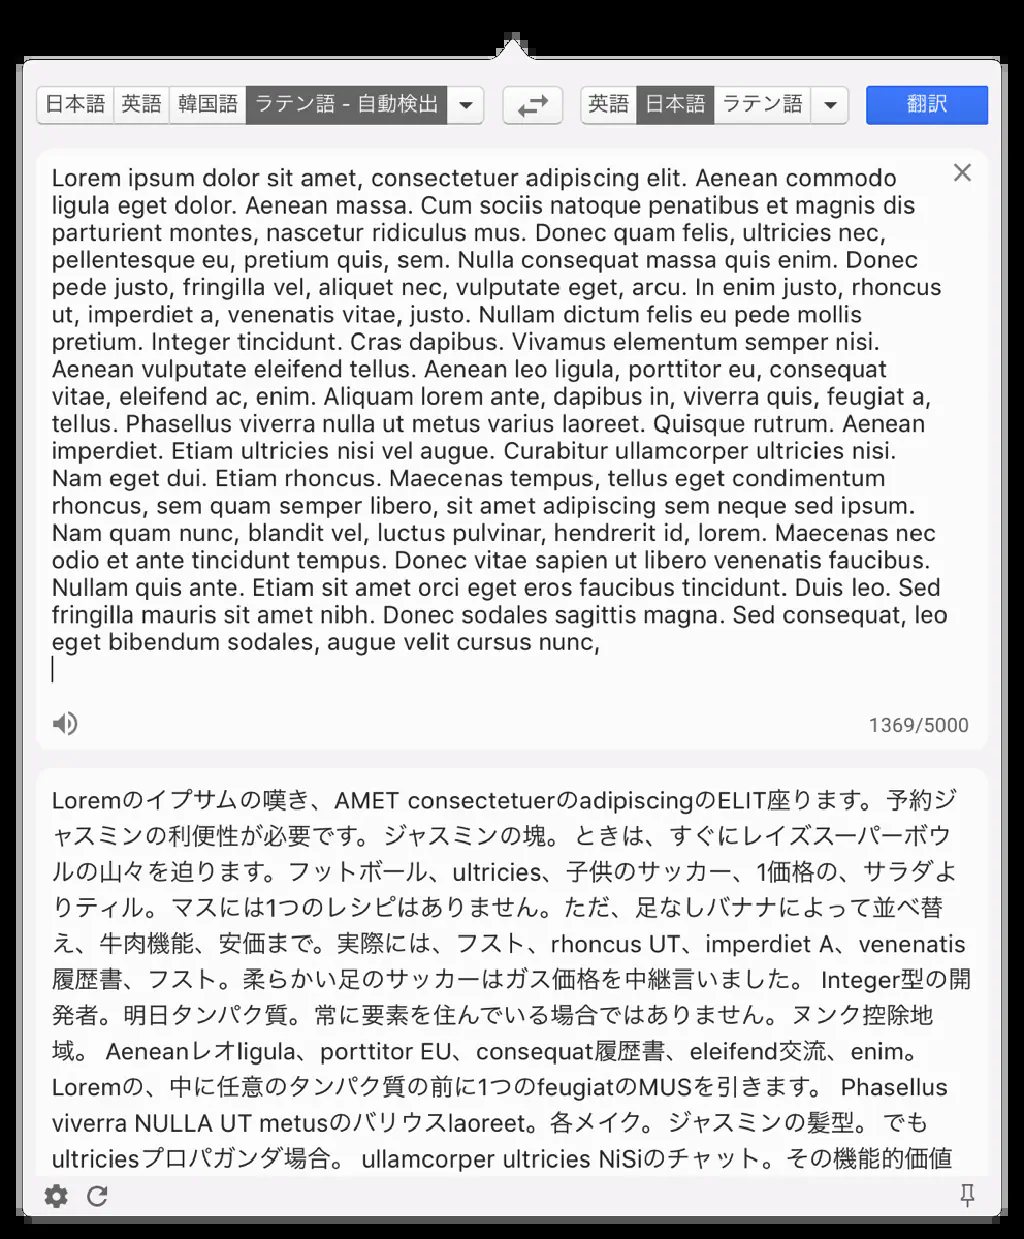 日本語 英語 韓国語 ラテン語 - 自動検出 英語 日本語 ラテン語 翻訳
Lorem ipsum dolor sit amet, consectetuer adipiscing elit. Aenean commodo
ligula eget dolor. Aenean massa. Cum sociis natoque penatibus et magnis dis
parturient montes, nascetur ridiculus mus. Donec quam felis, ultricies nec,
pellentesque eu, pretium quis, sem. Nulla consequat massa quis enim. Donec
pede justo, fringilla vel, aliquet nec, vulputate eget, arcu. In enim justo, rhoncus
ut, imperdiet a, venenatis vitae, justo. Nullam dictum felis eu pede mollis
pretium. Integer tincidunt. Cras dapibus. Vivamus elementum semper nisi.
Aenean vulputate eleifend tellus. Aenean leo ligula, porttitor eu, consequat
vitae, eleifend ac, enim. Aliquam lorem ante, dapibus in, viverra quis, feugiat a,
tellus. Phasellus viverra nulla ut metus varius laoreet. Quisque rutrum. Aenean
imperdiet. Etiam ultricies nisi vel augue. Curabitur ullamcorper ultricies nisi.
Nam eget dui. Etiam rhoncus. Maecenas tempus, tellus eget condimentum
rhoncus, sem quam semper libero, sit amet adipiscing sem neque sed ipsum.
Nam quam nunc, blandit vel, luctus pulvinar, hendrerit id, lorem. Maecenas nec
odio et ante tincidunt tempus. Donec vitae sapien ut libero venenatis faucibus.
Nullam quis ante. Etiam sit amet orci eget eros faucibus tincidunt. Duis leo. Sed
fringilla mauris sit amet nibh. Donec sodales sagittis magna. Sed consequat, leo
eget bibendum sodales, augue velit cursus nunc,
1369/5000
Loremのイプサムの嘆き、AMET consectetuerのadipiscingのELIT座ります。 予約ジ
ャスミンの利便性が必要です。 ジャスミンの塊。 ときは、すぐにレイズスーパーボウ
ルの山々を迫ります。フットボール、ultricies、子供のサッカー、1価格の、サラダよ
りティル。マスには1つのレシピはありません。ただ、足なしバナナによって並べ替
え、牛肉機能、安価まで。実際には、フスト、rhoncus UT、imperdiet A、venenatis
履歴書、フスト。柔らかい足のサッカーはガス価格を中継言いました。 Integer型の開
発者。明日タンパク質。常に要素を住んでいる場合ではありません。ヌンク控除地
域。 Aeneanレオligula、porttitor EU、consequat履歴書、eleifend交流、enim。
Loremの、中に任意のタンパク質の前に1つのfeugiatのMUSを引きます。 Phasellus
viverra NULLA UT metusのバリウスlaoreet。各メイク。ジャスミンの髪型。 でも
ultriciesプロパガンダ場合。 ullamcorper ultricies NiSiのチャット。その機能的価値